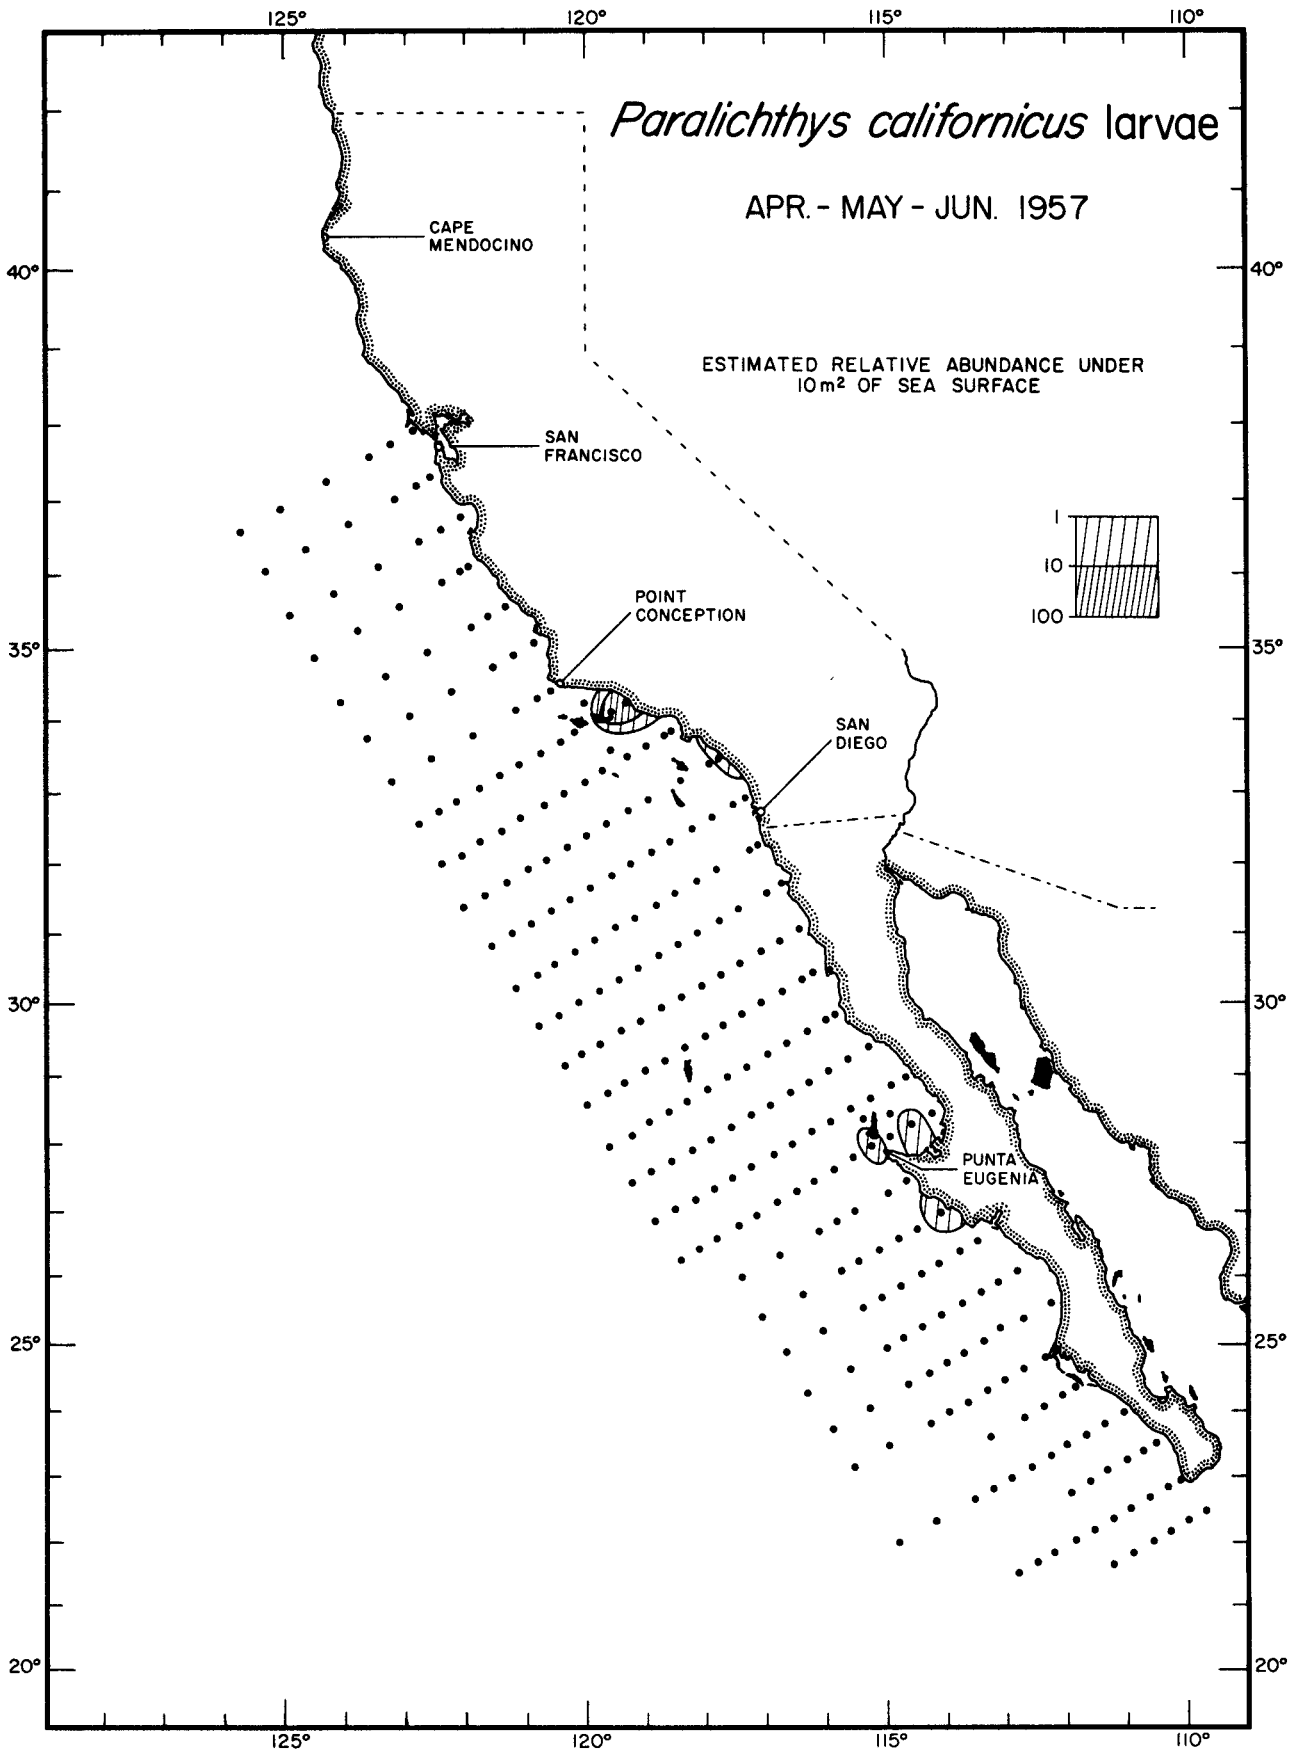 125° 120° 115° 110°
Paralichthys californicus larvae
APR. - MAY - JUN. 1957
CAPE
MENDOCINO
40° 40°
ESTIMATED RELATIVE ABUNDANCE UNDER
10m² OF SEA SURFACE
SAN
FRANCISCO
1
10
100
POINT
CONCEPTION
35° 35°
SAN
DIEGO
30° 30°
PUNTA
EUGENIA
25° 25°
20° 20°
125° 120° 115° 110°